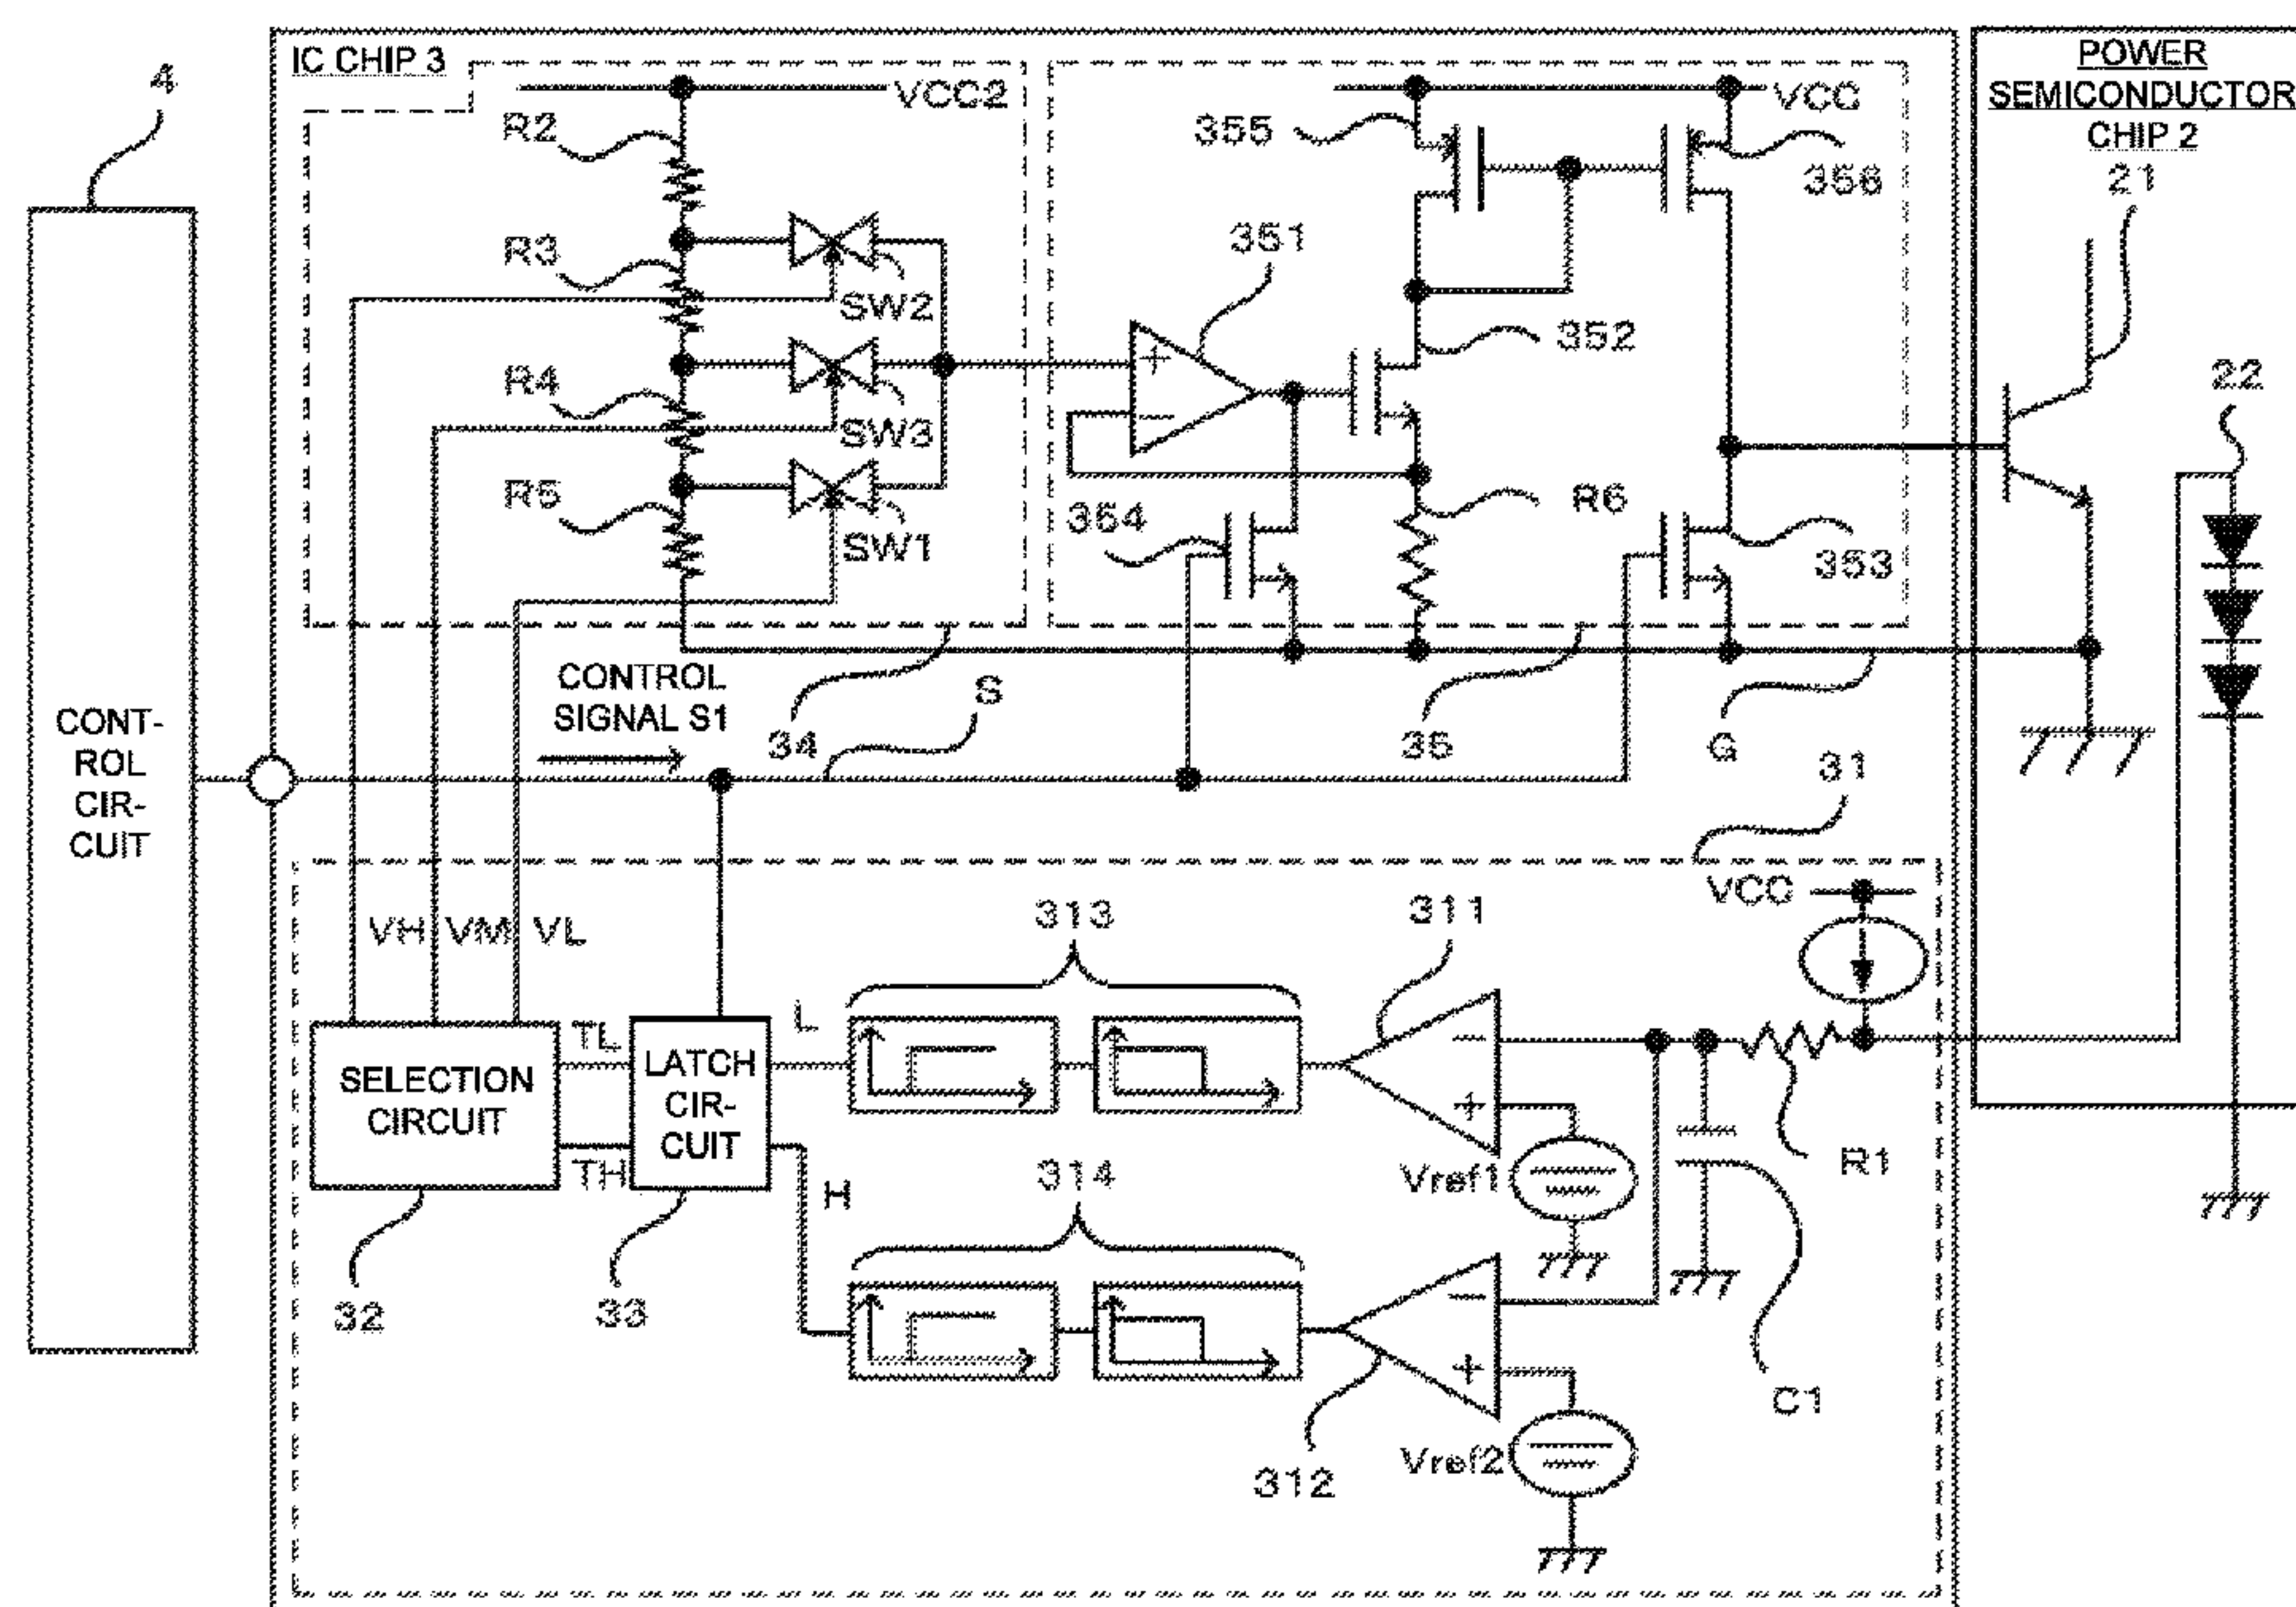 IC CHIP 3
POWER
SEMICONDUCTOR
CHIP 2
4
VCC2
VCC
R2
355
356
21
R3
351
SW2
352
22
R4
SW3
R5
354
R6
SW1
353
CONTROL
SIGNAL S1
S
34
35
G
31
CONT-
ROL
CIR-
CUIT
VCC
VH
VM
VL
313
311
TL
L
SELECTION
CIRCUIT
LATCH
CIR-
CUIT
TH
H
314
Vref1
R1
32
33
C1
312
Vref2
+
−
−
+
−
+